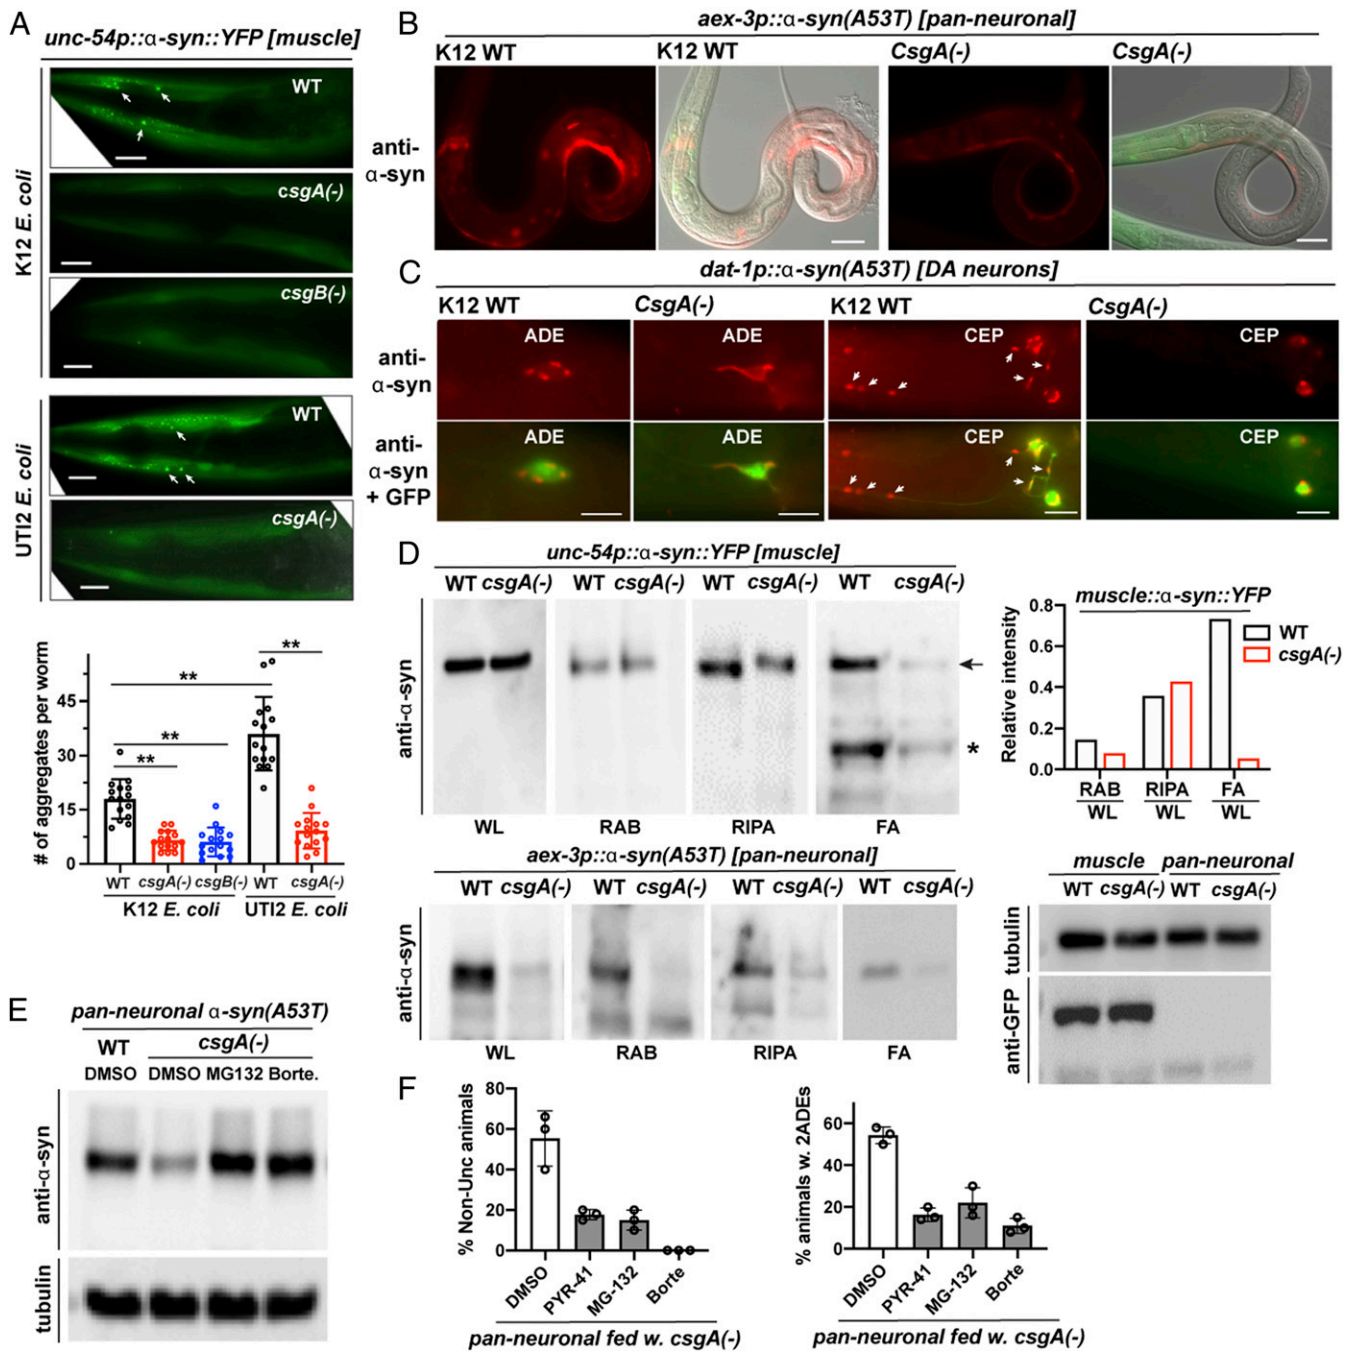 A
unc-54p::α-syn::YFP [muscle]
K12 E. coli
WT
csgA(-)
csgB(-)
UTI2 E. coli
WT
csgA(-)
# of aggregates per worm
45
30
15
0
**
**
**
**
WT csgA(-) csgB(-) WT csgA(-)
K12 E. coli UTI2 E. coli
B
aex-3p::α-syn(A53T) [pan-neuronal]
K12 WT K12 WT CsgA(-) CsgA(-)
anti-
α-syn
C
dat-1p::α-syn(A53T) [DA neurons]
K12 WT CsgA(-) K12 WT CsgA(-)
anti-
α-syn
ADE ADE CEP CEP
anti-
α-syn
+ GFP
ADE ADE CEP CEP
D
unc-54p::α-syn::YFP [muscle]
WT csgA(-) WT csgA(-) WT csgA(-) WT csgA(-)
anti-α-syn
*
WL RAB RIPA FA
muscle::α-syn::YFP
Relative intensity
0.8
0.6
0.4
0.2
0.0
WT
csgA(-)
RAB RIPA FA
WL WL WL
aex-3p::α-syn(A53T) [pan-neuronal]
WT csgA(-) WT csgA(-) WT csgA(-) WT csgA(-)
anti-α-syn
WL RAB RIPA FA
muscle pan-neuronal
WT csgA(-) WT csgA(-)
tubulin
anti-GFP
E
pan-neuronal α-syn(A53T)
WT csgA(-)
DMSO DMSO MG132 Borte.
anti-α-syn
tubulin
F
% Non-Unc animals
80
60
40
20
0
DMSO PYR-41 MG-132 Borte
pan-neuronal fed w. csgA(-)
% animals w. 2ADEs
60
40
20
0
DMSO PYR-41 MG-132 Borte
pan-neuronal fed w. csgA(-)